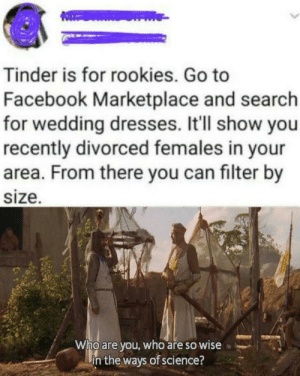 Tinder is for rookies. Go to
Facebook Marketplace and search
for wedding dresses. It'll show you
recently divorced females in your
area. From there you can filter by
size.
Who are you, who are so wise
in the ways of science?